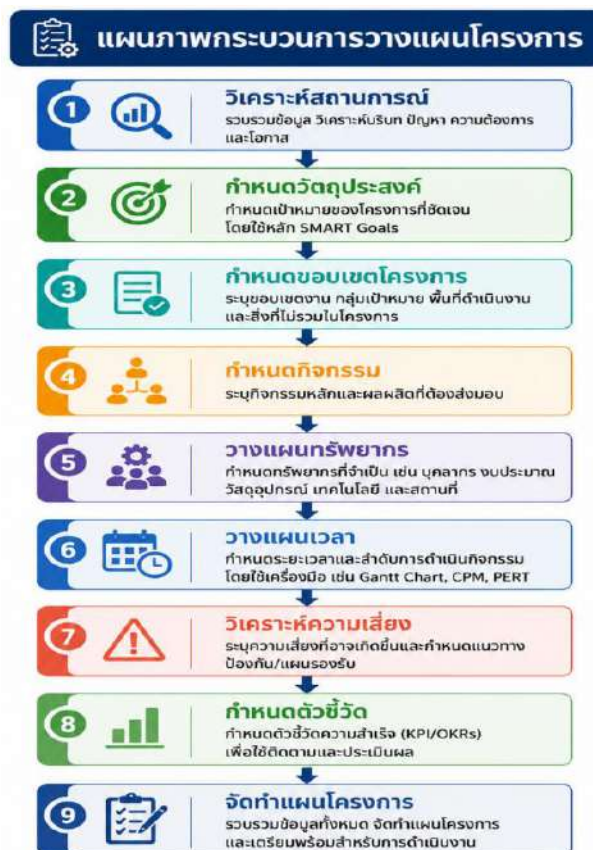 แผนภาพกระบวนการวางแผนโครงการ
1
วิเคราะห์สถานการณ์
รวบรวมข้อมูล วิเคราะห์บริบท ปัญหา ความต้องการ
และโอกาส
2
กำหนดวัตถุประสงค์
กำหนดเป้าหมายของโครงการที่ชัดเจน
โดยใช้หลัก SMART Goals
3
กำหนดขอบเขตโครงการ
ระบุขอบเขตงาน กลุ่มเป้าหมาย พื้นที่ดำเนินงาน
และสิ่งที่ไม่รวมในโครงการ
4
กำหนดกิจกรรม
ระบุกิจกรรมหลักและผลผลิตที่ต้องส่งมอบ
5
วางแผนทรัพยากร
กำหนดทรัพยากรที่จำเป็น เช่น บุคลากร งบประมาณ
วัสดุอุปกรณ์ เทคโนโลยี และสถานที่
6
วางแผนเวลา
กำหนดระยะเวลาและลำดับการดำเนินกิจกรรม
โดยใช้เครื่องมือ เช่น Gantt Chart, CPM, PERT
7
วิเคราะห์ความเสี่ยง
ระบุความเสี่ยงที่อาจเกิดขึ้นและกำหนดแนวทาง
ป้องกัน/แผนรองรับ
8
กำหนดตัวชี้วัด
กำหนดตัวชี้วัดความสำเร็จ (KPI/OKRs)
เพื่อใช้ติดตามและประเมินผล
9
จัดทำแผนโครงการ
รวบรวมข้อมูลทั้งหมด จัดทำแผนโครงการ
และเตรียมพร้อมสำหรับการดำเนินงาน